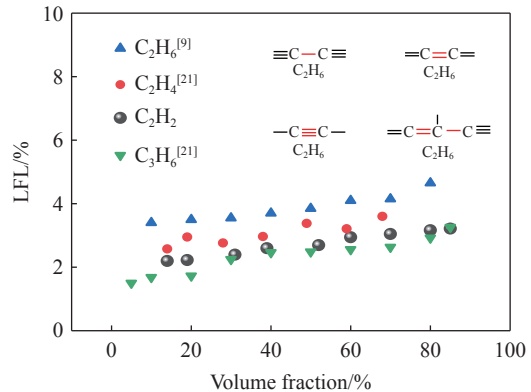 10
8
6
4
2
0
LFL/%
C₂H₆[9]
C₂H₄[21]
C₂H₂
C₃H₆[21]
≡C—C≡
C₂H₆
=C=C=
C₂H₆
—C≡C—
C₂H₆
=C=C—C≡
C₂H₆
0 20 40 60 80 100
Volume fraction/%